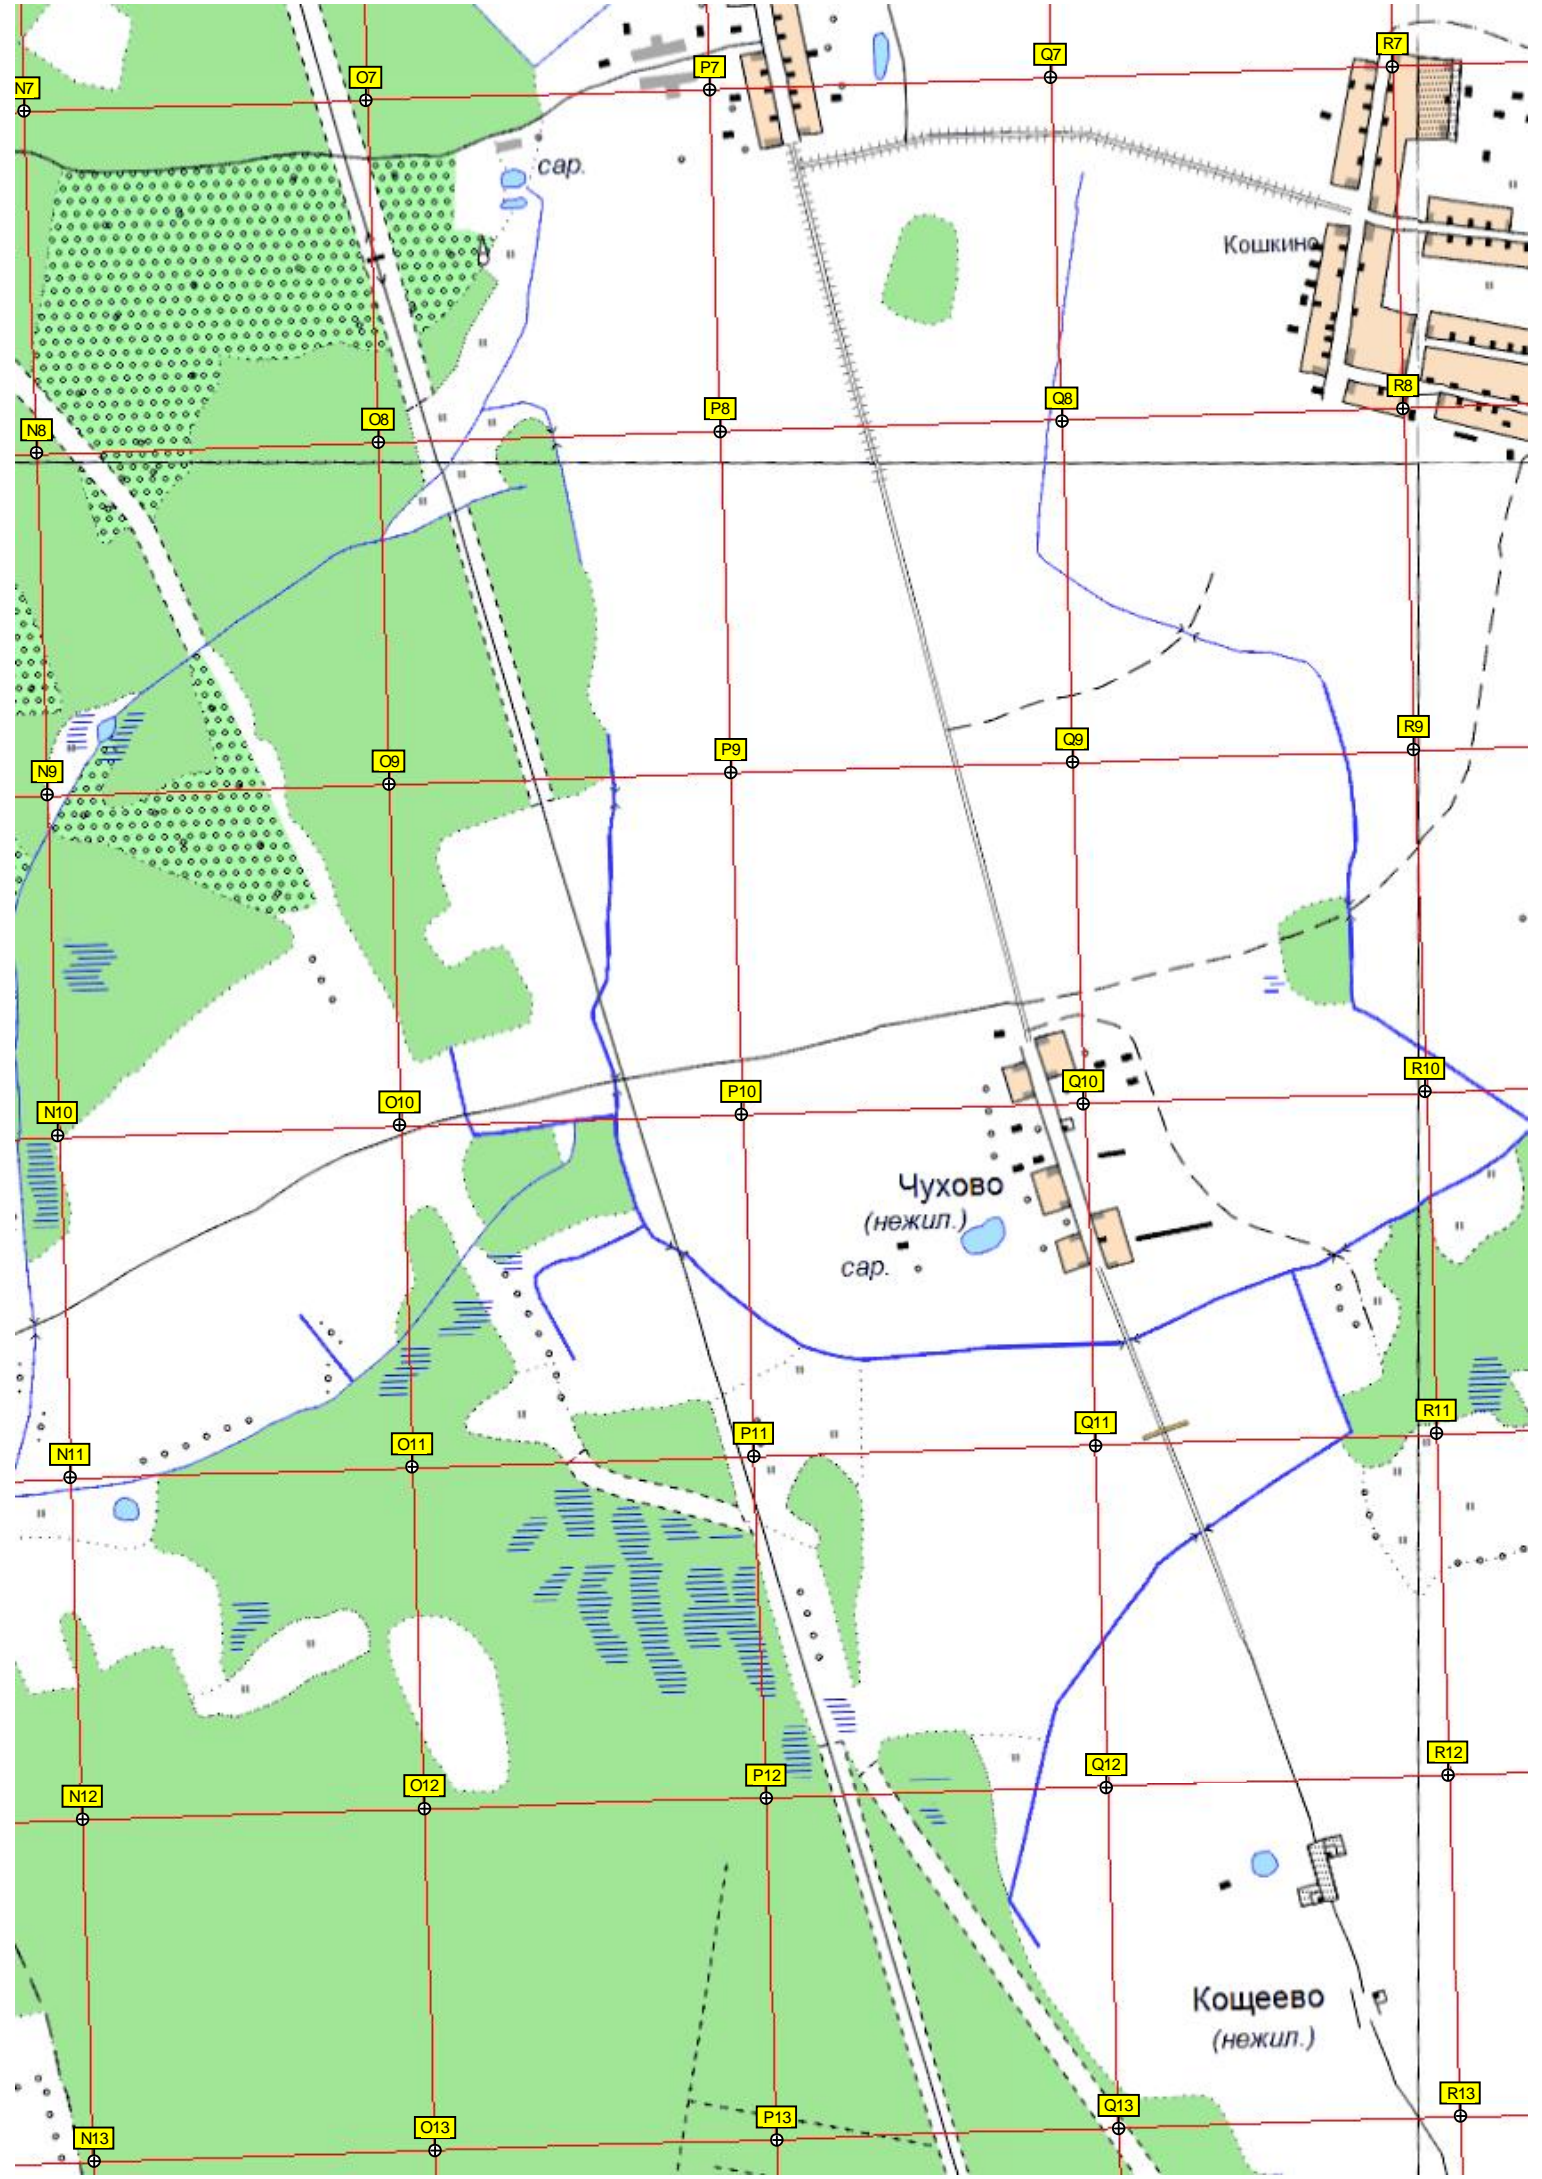 R7
Q7
P7
O7
N7
сар.
Кошкино
R8
Q8
P8
O8
N8
R9
Q9
P9
O9
N9
R10
Q10
P10
O10
N10
Чухово
(нежил.)
сар.
R11
Q11
P11
O11
N11
R12
Q12
P12
O12
N12
Кощеево
(нежил.)
R13
Q13
P13
O13
N13